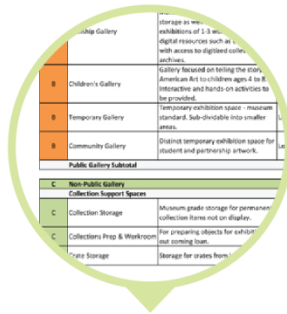 storage as we
ship Gallery
exhibitions of 1-3 w
digital resources such as
with access to digitized collec
archives.
Gallery focused on telling the story
B Children's Gallery American Art to children ages 4 to 8
Interactive and hands-on activities to
be provided.
Temporary exhibition space - museum
B Temporary Gallery standard. Sub-dividable into smaller
areas.
B Community Gallery Distinct temporary exhibition space for
student and partnership artwork.
Public Gallery Subtotal
C Non-Public Gallery
Collection Support Spaces
C Collection Storage Museum grade storage for permanen
collection items not on display.
C Collections Prep & Workroom For preparing objects for exhibit
out coming loan.
Crate Storage Storage for crates from